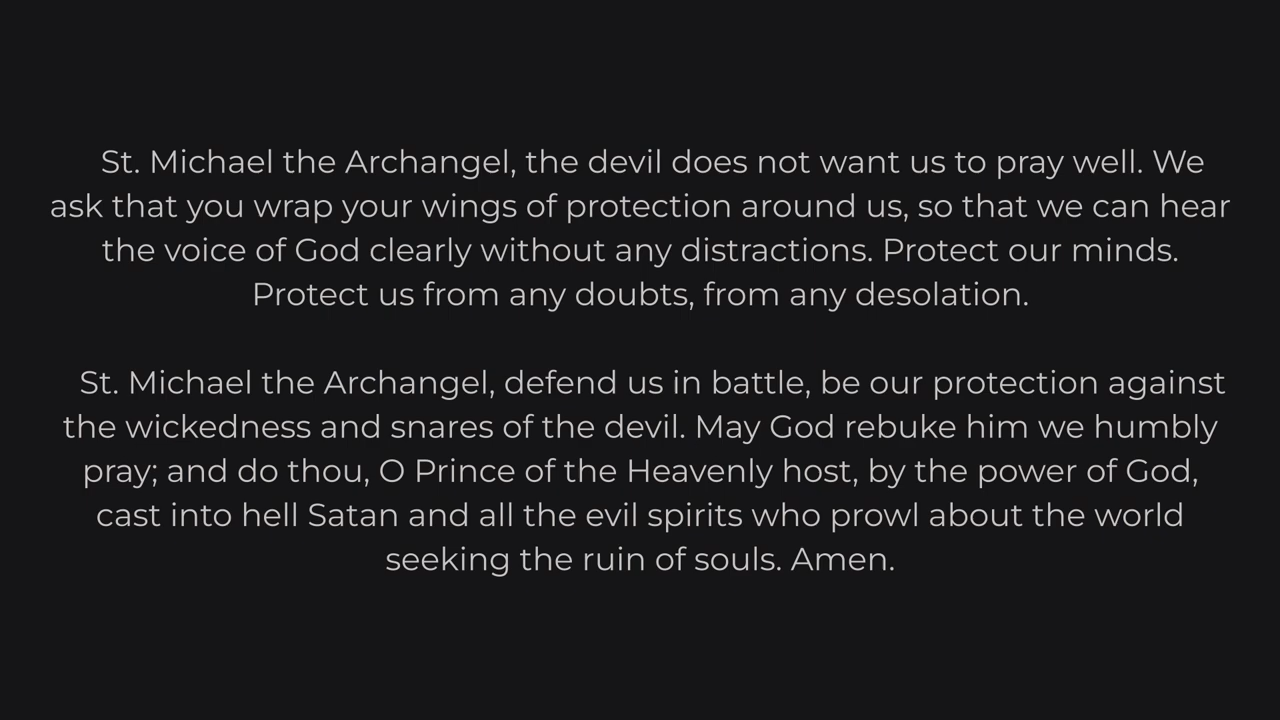 St. Michael the Archangel, the devil does not want us to pray well. We
ask that you wrap your wings of protection around us, so that we can hear
the voice of God clearly without any distractions. Protect our minds.
Protect us from any doubts, from any desolation.
St. Michael the Archangel, defend us in battle, be our protection against
the wickedness and snares of the devil. May God rebuke him we humbly
pray; and do thou, O Prince of the Heavenly host, by the power of God,
cast into hell Satan and all the evil spirits who prowl about the world
seeking the ruin of souls. Amen.